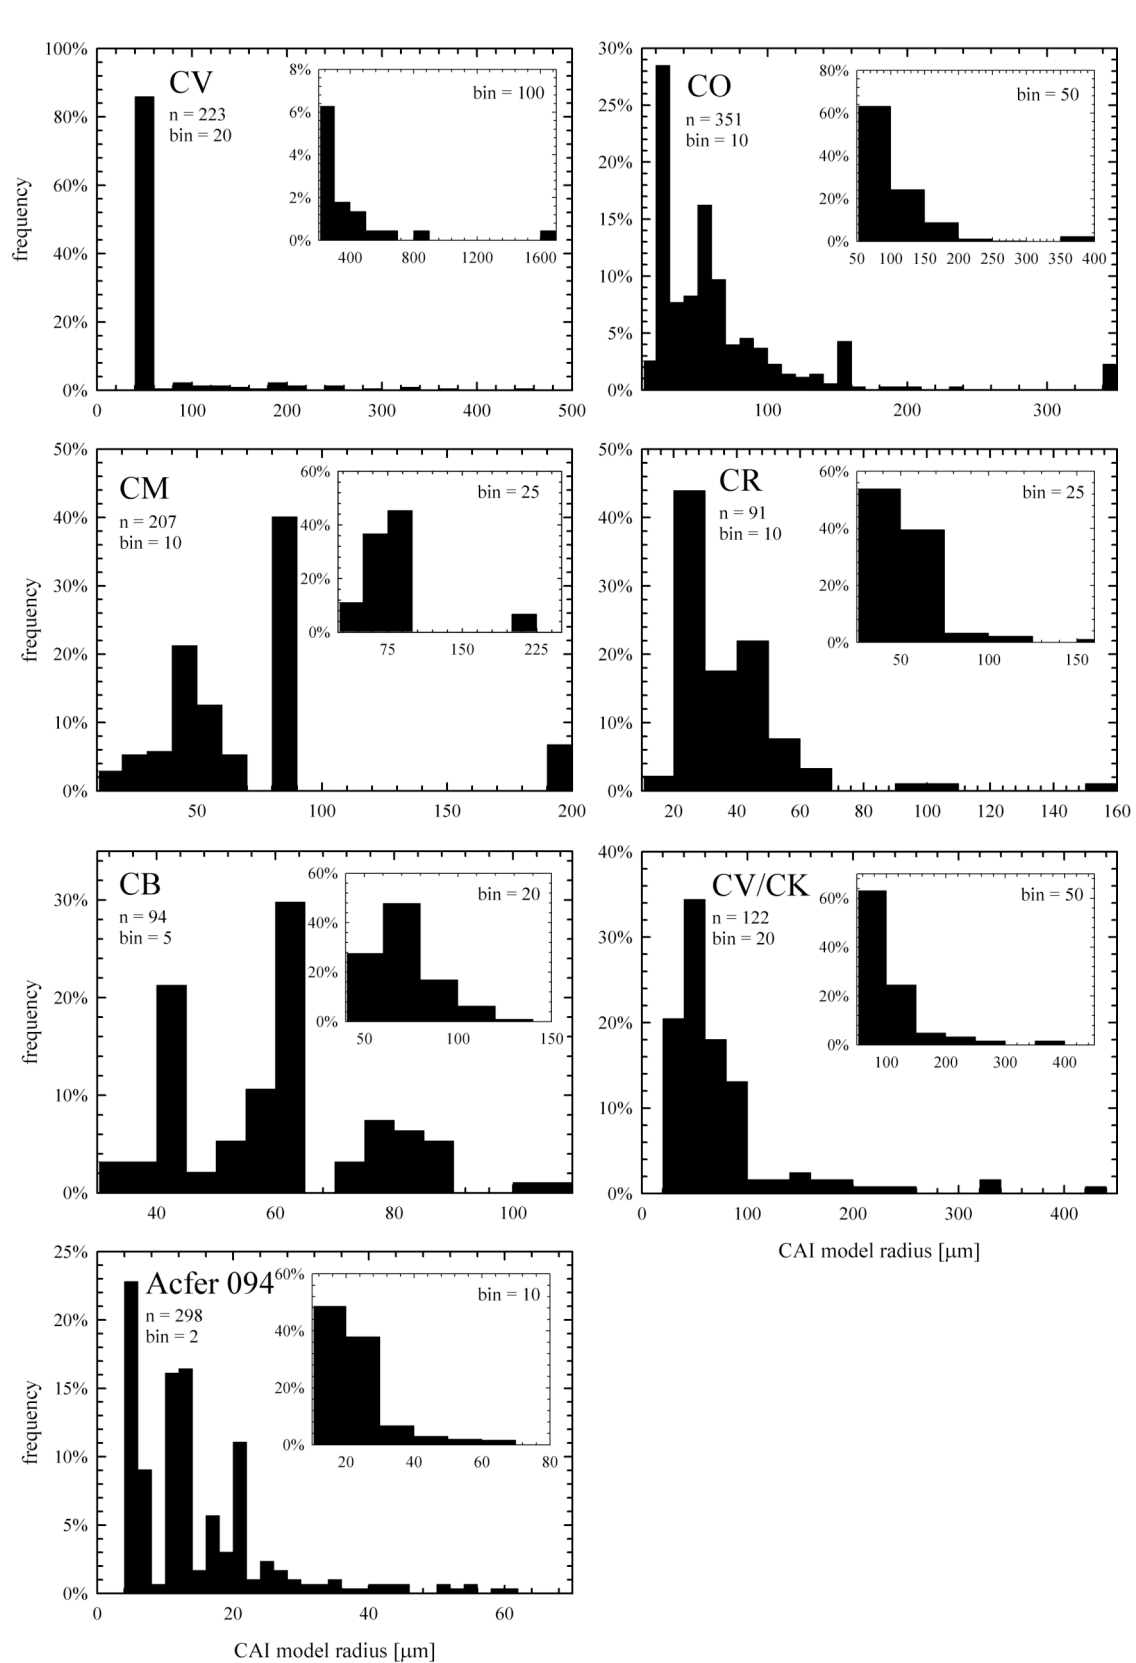 CV
n = 223
bin = 20
frequency
100%
80%
60%
40%
20%
0%
0 100 200 300 400 500
bin = 100
8%
6%
4%
2%
0%
400 800 1200 1600
CO
n = 351
bin = 10
30%
25%
20%
15%
10%
5%
0%
100 200 300
bin = 50
80%
60%
40%
20%
0%
50 100 150 200 250 300 350 400
CM
n = 207
bin = 10
frequency
50%
40%
30%
20%
10%
0%
50 100 150 200
bin = 25
60%
40%
20%
0%
75 150 225
CR
n = 91
bin = 10
50%
40%
30%
20%
10%
0%
20 40 60 80 100 120 140 160
bin = 25
60%
40%
20%
0%
50 100 150
CB
n = 94
bin = 5
frequency
30%
20%
10%
0%
40 60 80 100
bin = 20
60%
40%
20%
0%
50 100 150
CV/CK
n = 122
bin = 20
40%
30%
20%
10%
0%
0 100 200 300 400
CAI model radius [µm]
bin = 50
60%
40%
20%
0%
100 200 300 400
Acfer 094
n = 298
bin = 2
frequency
25%
20%
15%
10%
5%
0%
0 20 40 60
CAI model radius [µm]
bin = 10
60%
40%
20%
0%
20 40 60 80